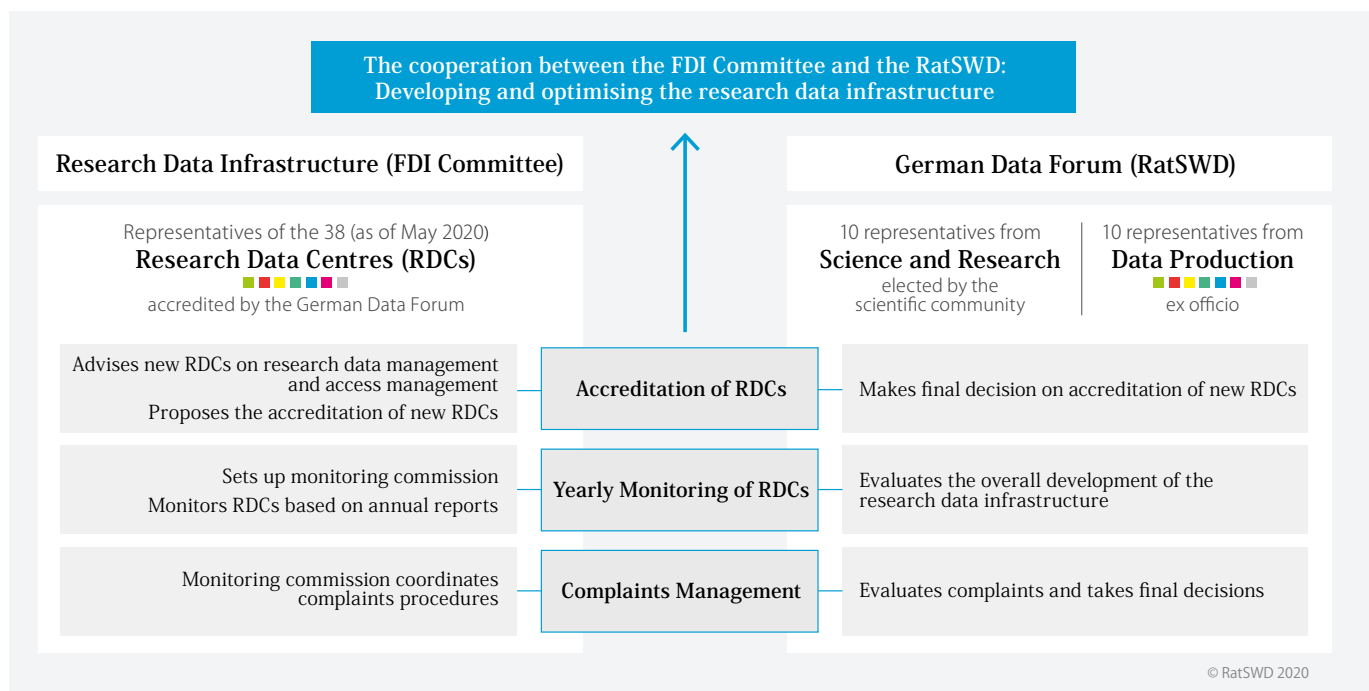 The cooperation between the FDI Committee and the RatSWD:
Developing and optimising the research data infrastructure
Research Data Infrastructure (FDI Committee)
Representatives of the 38 (as of May 2020)
Research Data Centres (RDCs)
accredited by the German Data Forum
German Data Forum (RatSWD)
10 representatives from
Science and Research
elected by the
scientific community
10 representatives from
Data Production
ex officio
Advises new RDCs on research data management
and access management
Proposes the accreditation of new RDCs
Accreditation of RDCs
Makes final decision on accreditation of new RDCs
Sets up monitoring commission
Monitors RDCs based on annual reports
Yearly Monitoring of RDCs
Evaluates the overall development of the
research data infrastructure
Monitoring commission coordinates
complaints procedures
Complaints Management
Evaluates complaints and takes final decisions
© RatSWD 2020